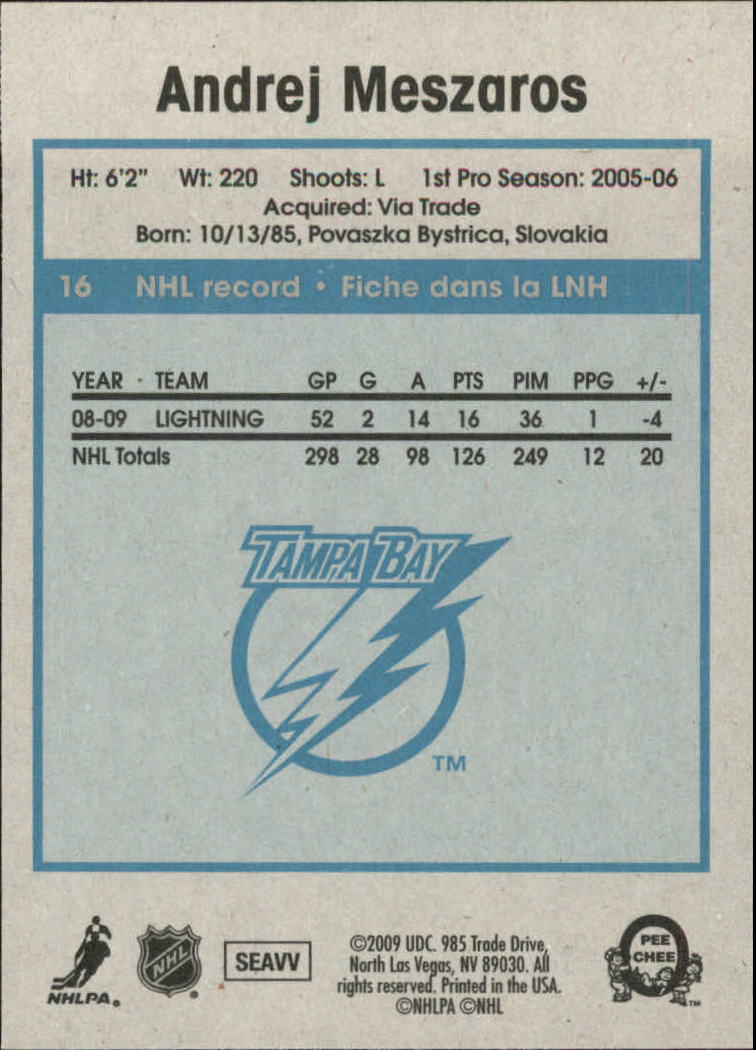 Andrej Meszaros
Ht: 6'2" Wt: 220 Shoots: L 1st Pro Season: 2005-06
Acquired: Via Trade
Born: 10/13/85, Povaszka Bystrica, Slovakia
16 NHL record • Fiche dans la LNH
YEAR · TEAM GP G A PTS PIM PPG +/-
08-09 LIGHTNING 52 2 14 16 36 1 -4
NHL Totals 298 28 98 126 249 12 20
TAMPA BAY
TM
NHLPA®
NHL ®
SEAVV
©2009 UDC. 985 Trade Drive,
North Las Vegas, NV 89030. All
rights reserved. Printed in the USA.
©NHLPA ©NHL
O
PEE
CHEE
TM